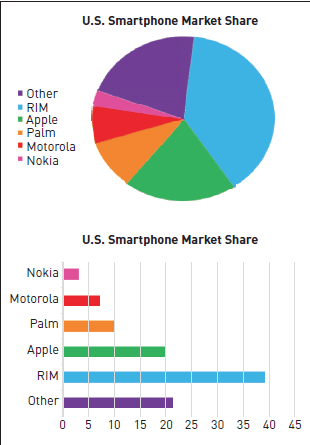 U.S. Smartphone Market Share
Other
RIM
Apple
Palm
Motorola
Nokia
U.S. Smartphone Market Share
Nokia
Motorola
Palm
Apple
RIM
Other
0 5 10 15 20 25 30 35 40 45